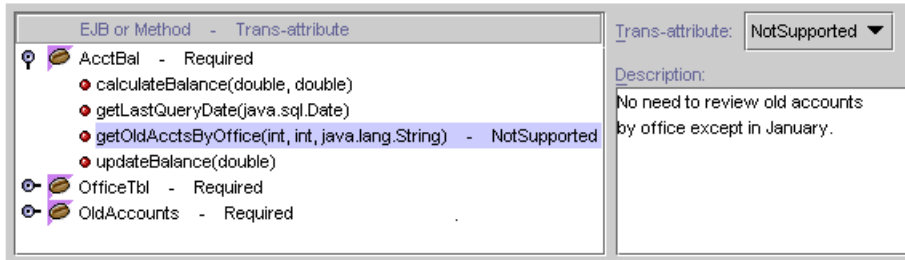 EJB or Method - Trans-attribute
AcctBal - Required
calculateBalance(double, double)
getLastQueryDate(java.sql.Date)
getOldAcctsByOffice(int, int, java.lang.String) - NotSupported
updateBalance(double)
OfficeTbl - Required
OldAccounts - Required
Trans-attribute: NotSupported
Description:
No need to review old accounts
by office except in January.